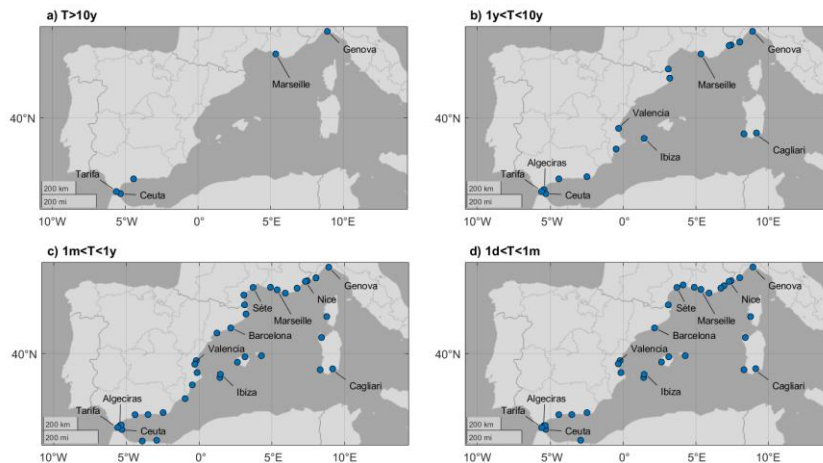 a) T>10y
Genova
Marseille
40°N
Tarifa
Ceuta
200 km
200 mi
10°W 5°W 0° 5°E 10°E
b) 1y<T<10y
Genova
Marseille
Valencia
40°N
Algeciras
Ibiza
Cagliari
Tarifa
Ceuta
200 km
200 mi
10°W 5°W 0° 5°E 10°E
c) 1m<T<1y
Genova
Nice
Séte
Marseille
Barcelona
Valencia
40°N
Algeciras
Ibiza
Cagliari
Tarifa
Ceuta
200 km
200 mi
10°W 5°W 0° 5°E 10°E
d) 1d<T<1m
Genova
Nice
Séte
Marseille
Barcelona
Valencia
40°N
Algeciras
Ibiza
Cagliari
Tarifa
Ceuta
200 km
200 mi
10°W 5°W 0° 5°E 10°E